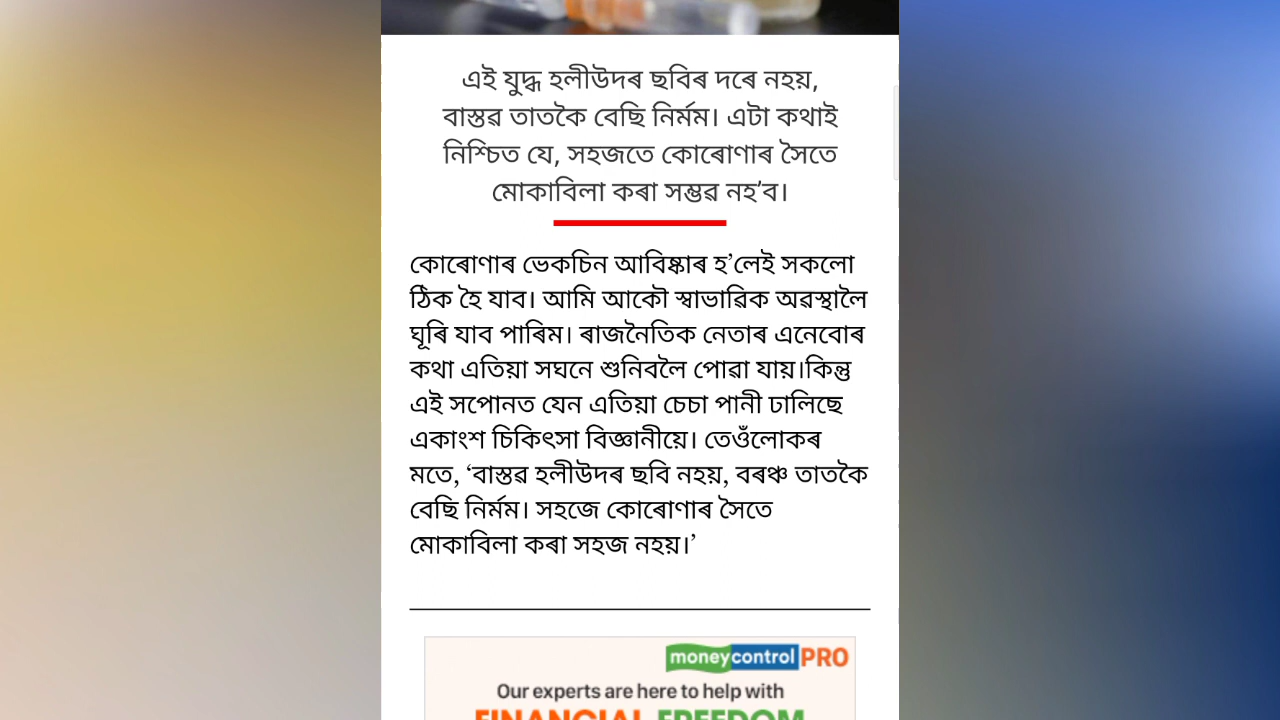 এই যুদ্ধ হলীউদৰ ছবিৰ দৰে নহয়,
বাস্তৱ তাতকৈ বেছি নিৰ্মম। এটা কথাই
নিশ্চিত যে, সহজতে কোৰোণাৰ সৈতে
মোকাবিলা কৰা সম্ভৱ নহ'ব।
কোৰোণাৰ ভেকচিন আবিষ্কাৰ হ’লেই সকলো
ঠিক হৈ যাব। আমি আকৌ স্বাভাৱিক অৱস্থালৈ
ঘূৰি যাব পাৰিম। ৰাজনৈতিক নেতাৰ এনেবোৰ
কথা এতিয়া সঘনে শুনিবলৈ পোৱা যায়।কিন্তু
এই সপোনত যেন এতিয়া চেচা পানী ঢালিছে
একাংশ চিকিৎসা বিজ্ঞানীয়ে। তেওঁলোকৰ
মতে, ‘বাস্তৱ হলীউদৰ ছবি নহয়, বৰঞ্চ তাতকৈ
বেছি নিৰ্মম। সহজে কোৰোণাৰ সৈতে
মোকাবিলা কৰা সহজ নহয়।’
moneycontrol PRO
Our experts are here to help with
FINANCIAL FREEDOM